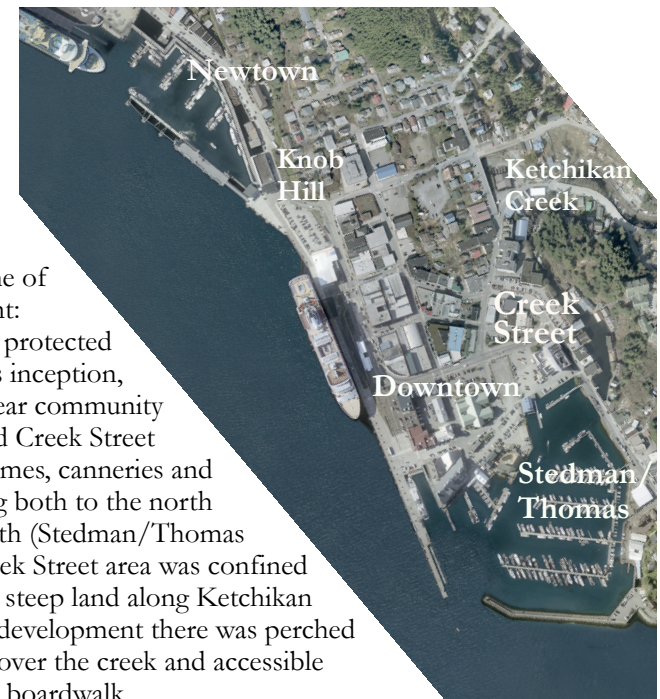 Newtown
Knob
Hill
Ketchikan
Creek
Creek
Street
Downtown
Stedman/
Thomas
ne of
nt:
protected
s inception,
ear community
d Creek Street
mes, canneries and
g both to the north
th (Stedman/Thomas
ek Street area was confined
steep land along Ketchikan
development there was perched
over the creek and accessible
boardwalk